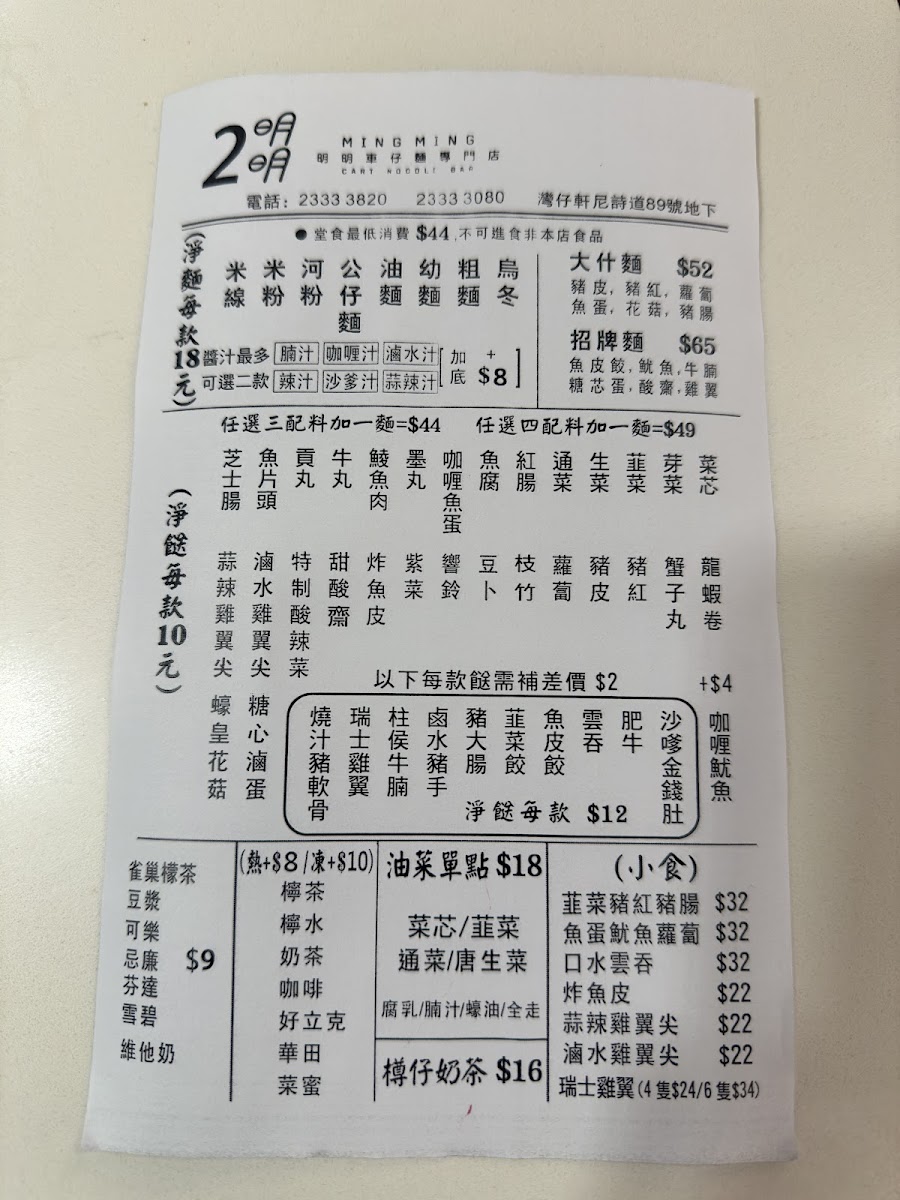 2明明
MING MING
明明車仔麵專門店
CART NOODLE BAR
電話: 2333 3820 2333 3080 灣仔軒尼詩道89號地下
●堂食最低消費 $44,不可進食非本店食品
(淨麵每款18元)
米線 米粉 河粉 公仔麵 油麵 幼麵 粗麵 烏冬
醬汁最多可選二款
腩汁 咖喱汁 滷水汁
辣汁 沙爹汁 蒜辣汁
[加底 + $8]
大什麵 $52
豬皮, 豬紅, 蘿蔔
魚蛋, 花菇, 豬腸
招牌麵 $65
魚皮餃, 魷魚, 牛腩
糖芯蛋, 酸齋, 雞翼
任選三配料加一麵=$44 任選四配料加一麵=$49
(淨餸每款10元)
芝士腸 魚片頭 貢丸 牛丸 鯪魚肉 墨丸 咖喱魚蛋 魚腐 紅腸 通菜 生菜 韮菜 芽菜 菜芯
蒜辣雞翼尖 滷水雞翼尖 特制酸辣菜 甜酸齋 炸魚皮 紫菜 響鈴 豆卜 枝竹 蘿蔔 豬皮 豬紅 蟹子丸 龍蝦卷
蠔皇花菇 糖心滷蛋
以下每款餸需補差價 $2 +$4
燒汁豬軟骨 瑞士雞翼 柱侯牛腩 鹵水豬手 豬大腸 韮菜餃 魚皮餃 雲吞 肥牛 沙嗲金錢肚
咖喱魷魚
淨餸每款 $12
雀巢檬茶
豆漿
可樂
忌廉 $9
芬達
雪碧
維他奶
(熱+$8/凍+$10)
檸茶
檸水
奶茶
咖啡
好立克
華田
菜蜜
油菜單點 $18
菜芯/韮菜
通菜/唐生菜
腐乳/腩汁/蠔油/全走
樽仔奶茶 $16
(小食)
韮菜豬紅豬腸 $32
魚蛋魷魚蘿蔔 $32
口水雲吞 $32
炸魚皮 $22
蒜辣雞翼尖 $22
滷水雞翼尖 $22
瑞士雞翼(4隻$24/6隻$34)